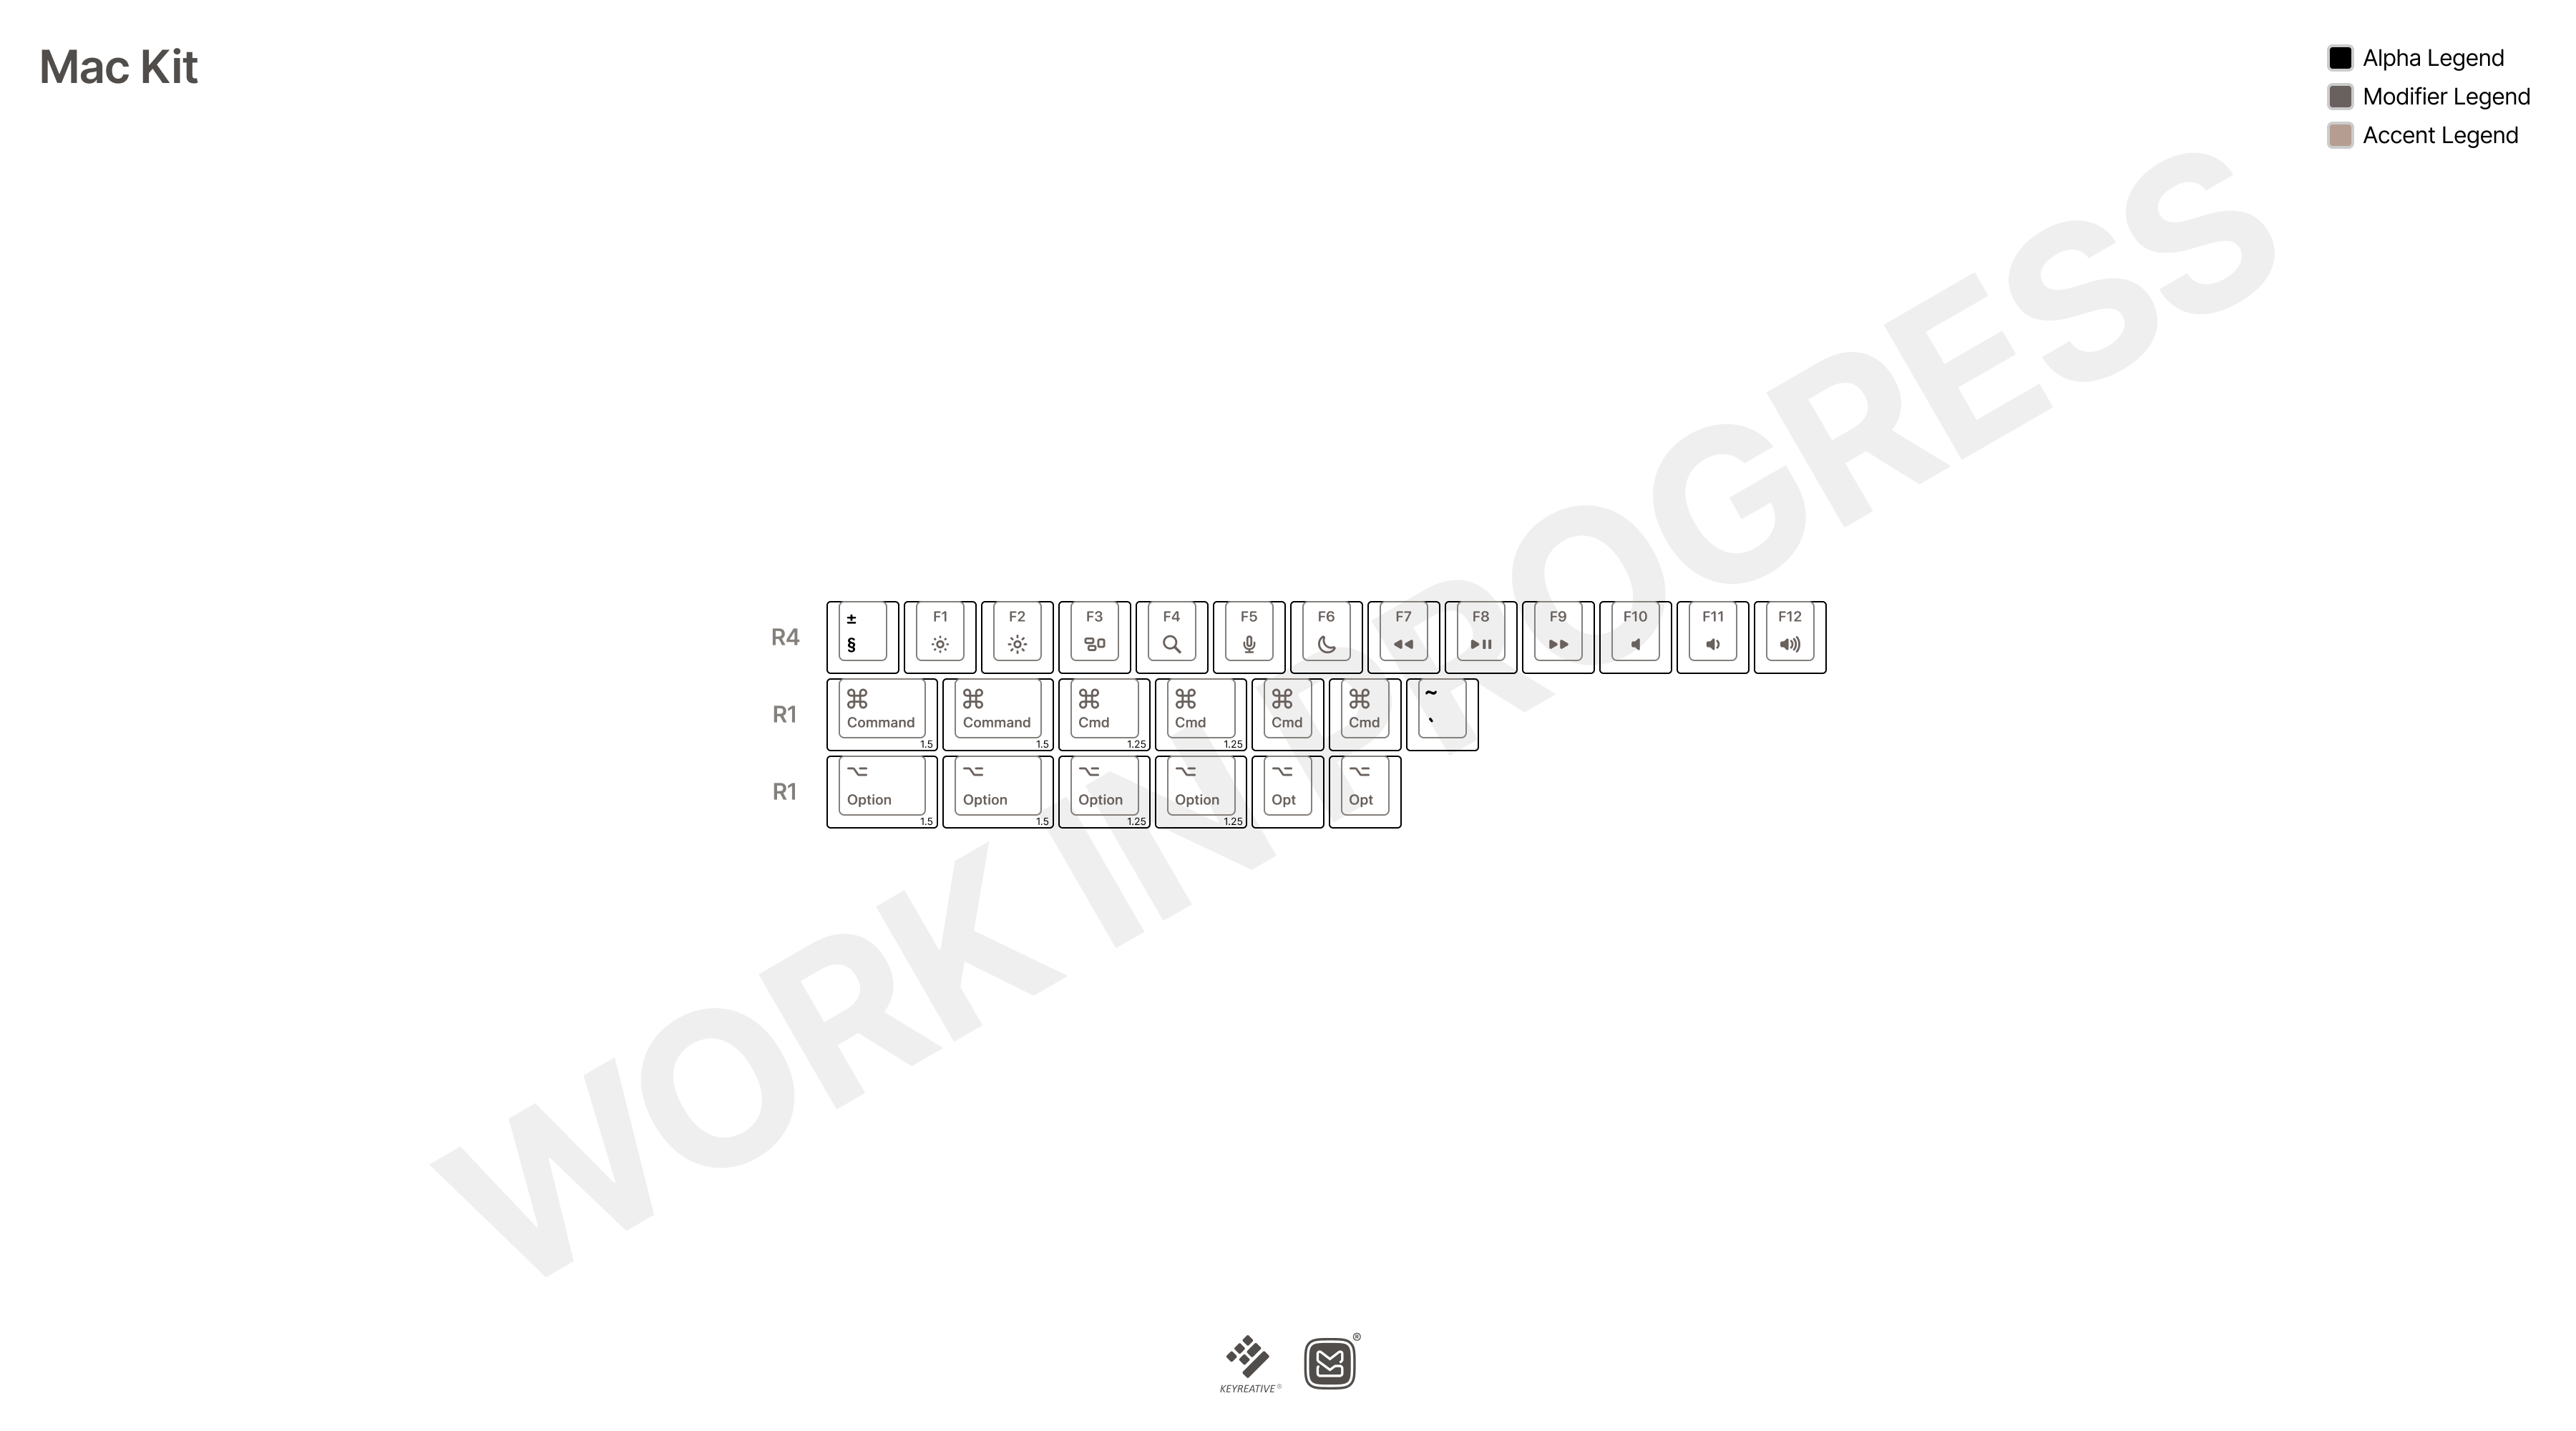 Mac Kit
Alpha Legend
Modifier Legend
Accent Legend
WORK IN PROGRESS
R4 ± § F1 F2 F3 F4 F5 F6 F7 F8 F9 F10 F11 F12
R1 ⌘ ⌘ ⌘ ⌘ ⌘ ⌘ ~ `
Command Command Cmd Cmd Cmd Cmd
1.5 1.5 1.25 1.25
R1 ⌥ ⌥ ⌥ ⌥ ⌥ ⌥
Option Option Option Option Opt Opt
1.5 1.5 1.25 1.25
KEYREATIVE®
®